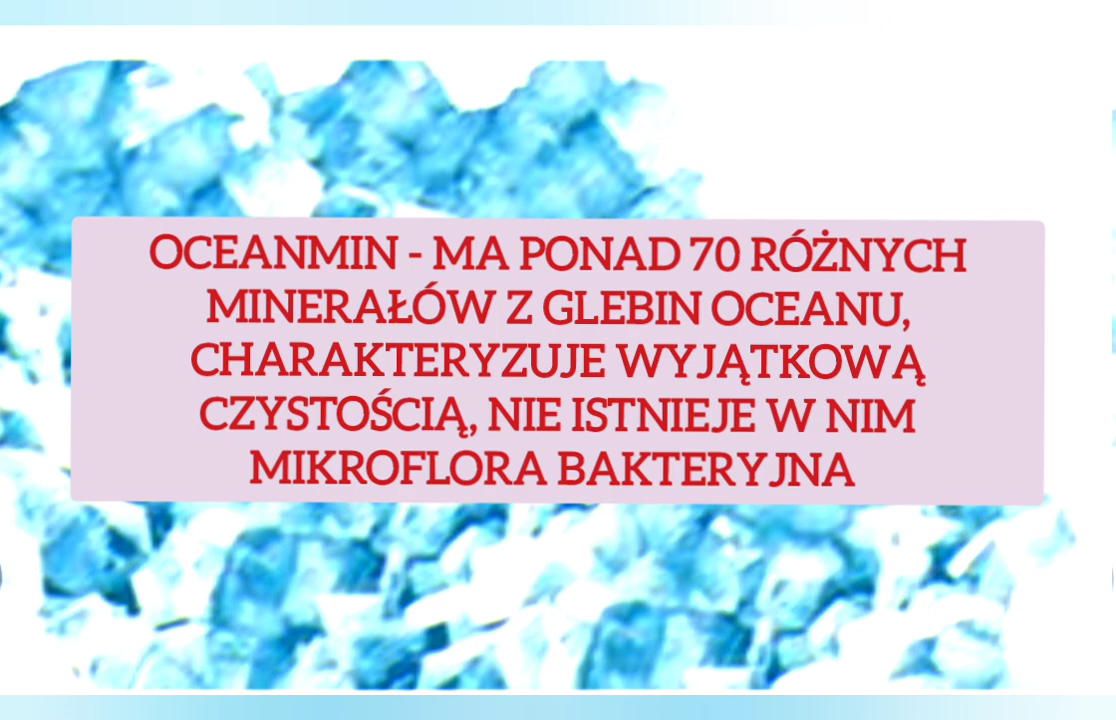 OCEANMIN - MA PONAD 70 RÓŻNYCH
MINERAŁÓW Z GLEBIN OCEANU,
CHARAKTERYZUJE WYJĄTKOWĄ
CZYSTOŚCIĄ, NIE ISTNIEJE W NIM
MIKROFLORA BAKTERYJNA